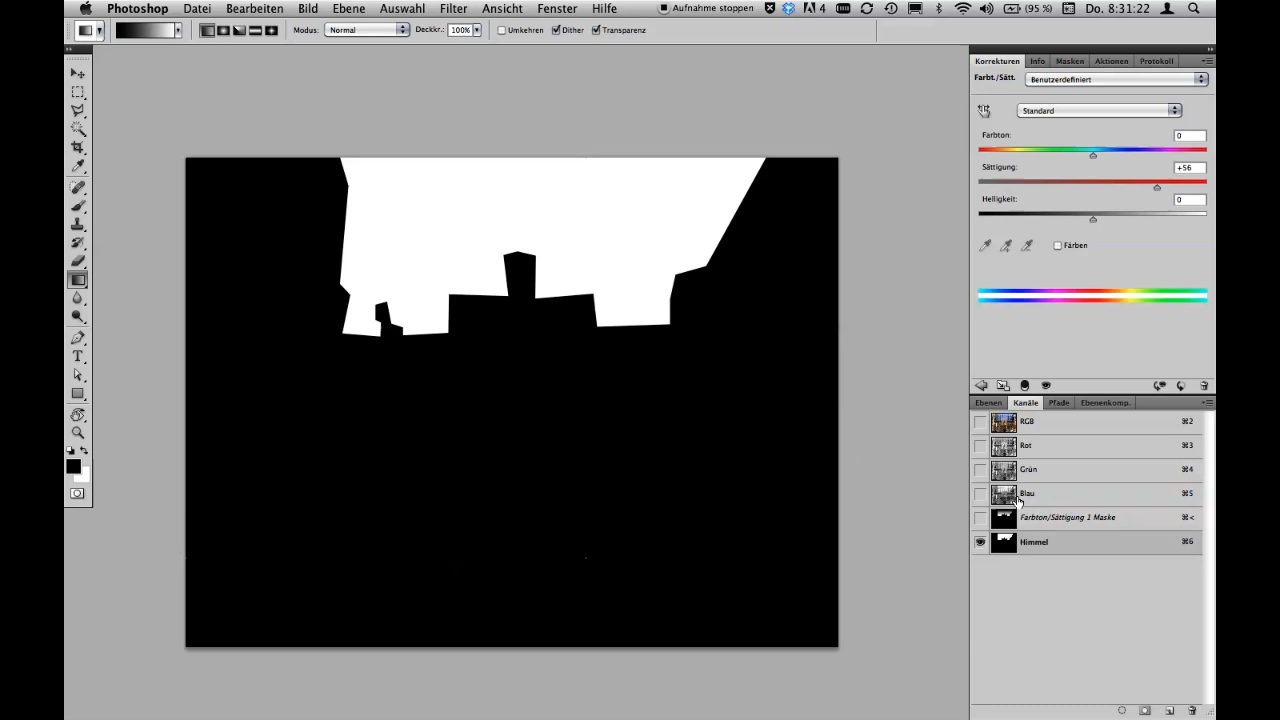 Photoshop Datei Bearbeiten Bild Ebene Auswahl Filter Ansicht Fenster Hilfe Aufnahme stoppen 4 (95 %) Do. 8:31:22
Modus: Normal Deckkr.: 100% Umkehren Dither Transparenz
Korrekturen Info Masken Aktionen Protokoll
Farbt./Sätt. Benutzerdefiniert
Standard
Farbton: 0
Sättigung: +56
Helligkeit: 0
Färben
Ebenen Kanäle Pfade Ebenenkomp.
RGB ⌘2
Rot ⌘3
Grün ⌘4
Blau ⌘5
Farbton/Sättigung 1 Maske ⌘<
Himmel ⌘6
T